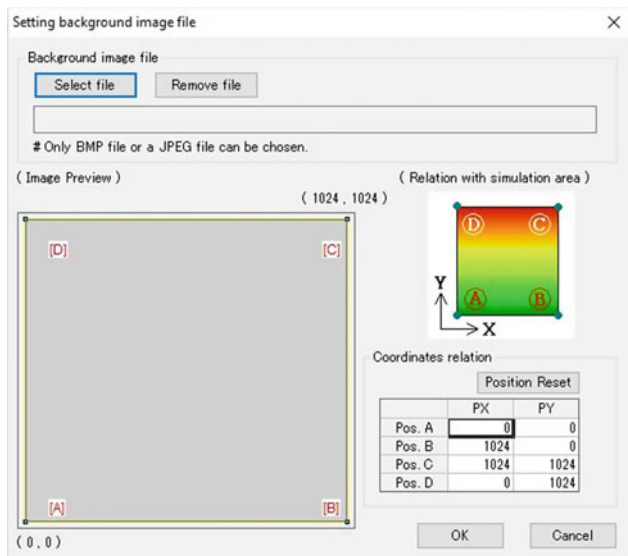 Setting background image file
Background image file
Select file
Remove file
# Only BMP file or a JPEG file can be chosen.
( Image Preview )
( Relation with simulation area )
( 1024 , 1024 )
[D]
[C]
[A]
[B]
( 0 , 0 )
D C
A B
Y
X
Coordinates relation
Position Reset
PX PY
Pos. A 0 0
Pos. B 1024 0
Pos. C 1024 1024
Pos. D 0 1024
OK
Cancel